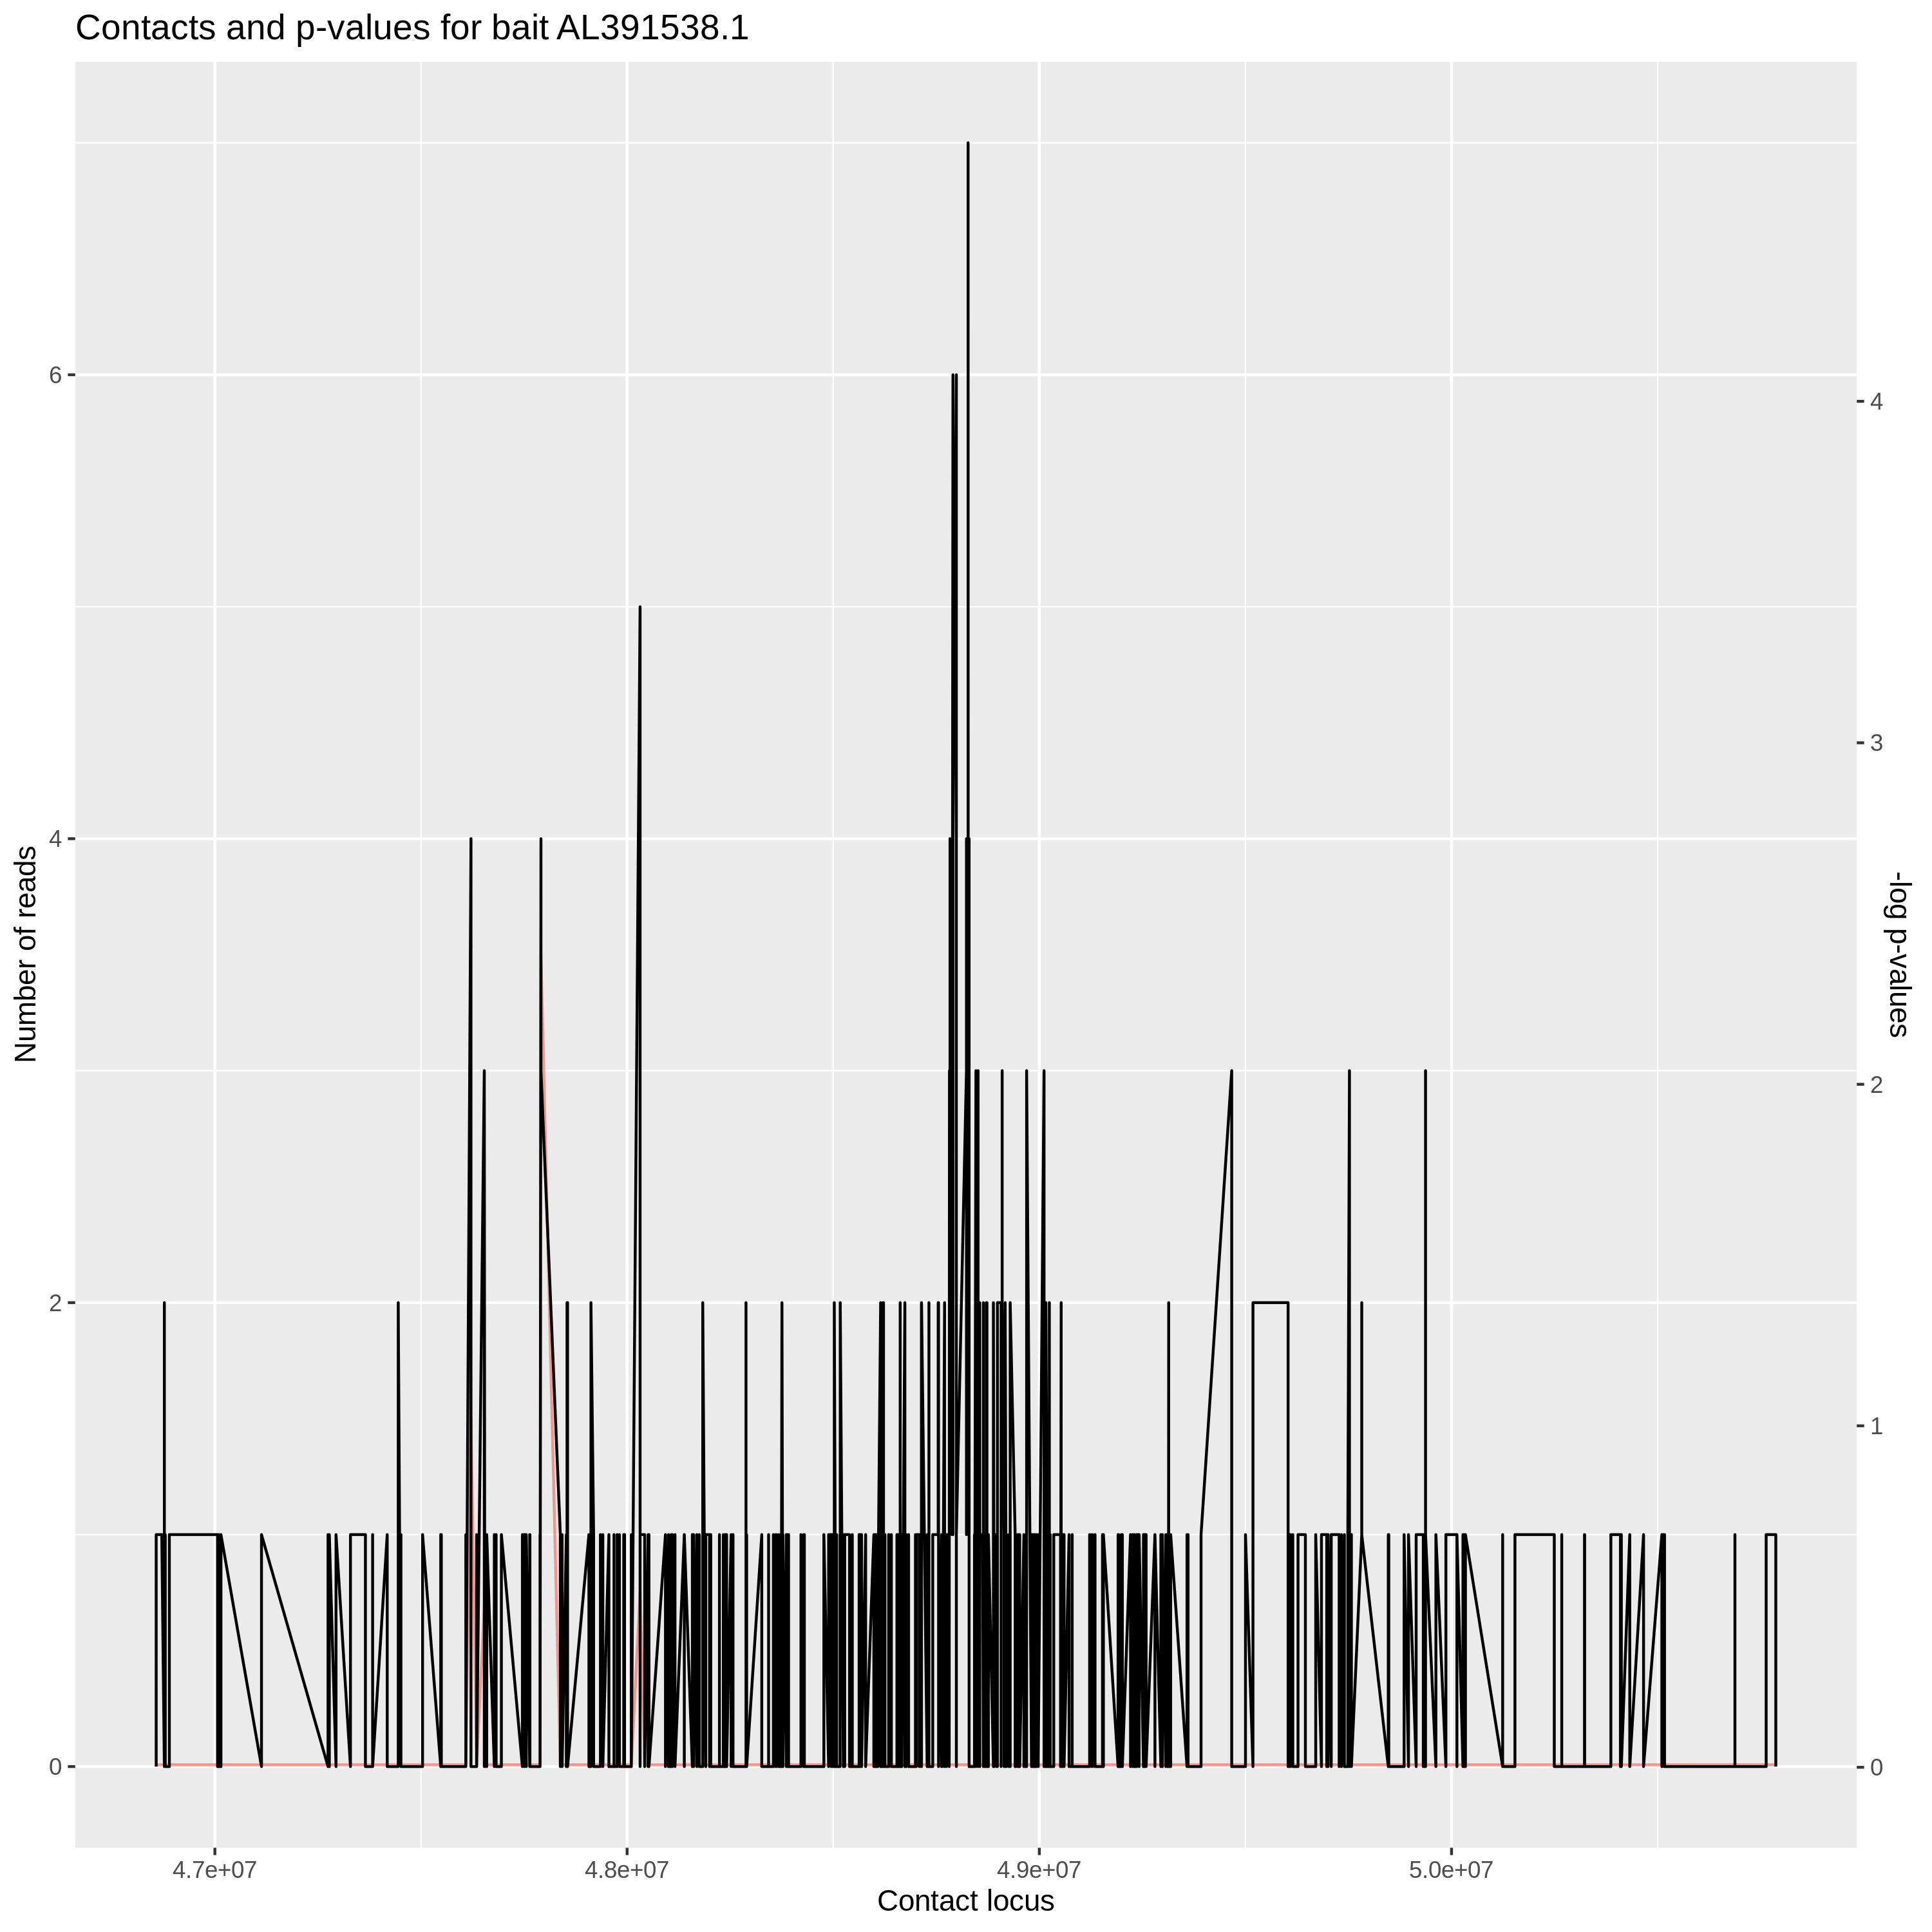 Contacts and p-values for bait AL391538.1
Number of reads
6
4
2
0
4
3
2
1
0
-log p-values
4.7e+07 4.8e+07 4.9e+07 5.0e+07
Contact locus